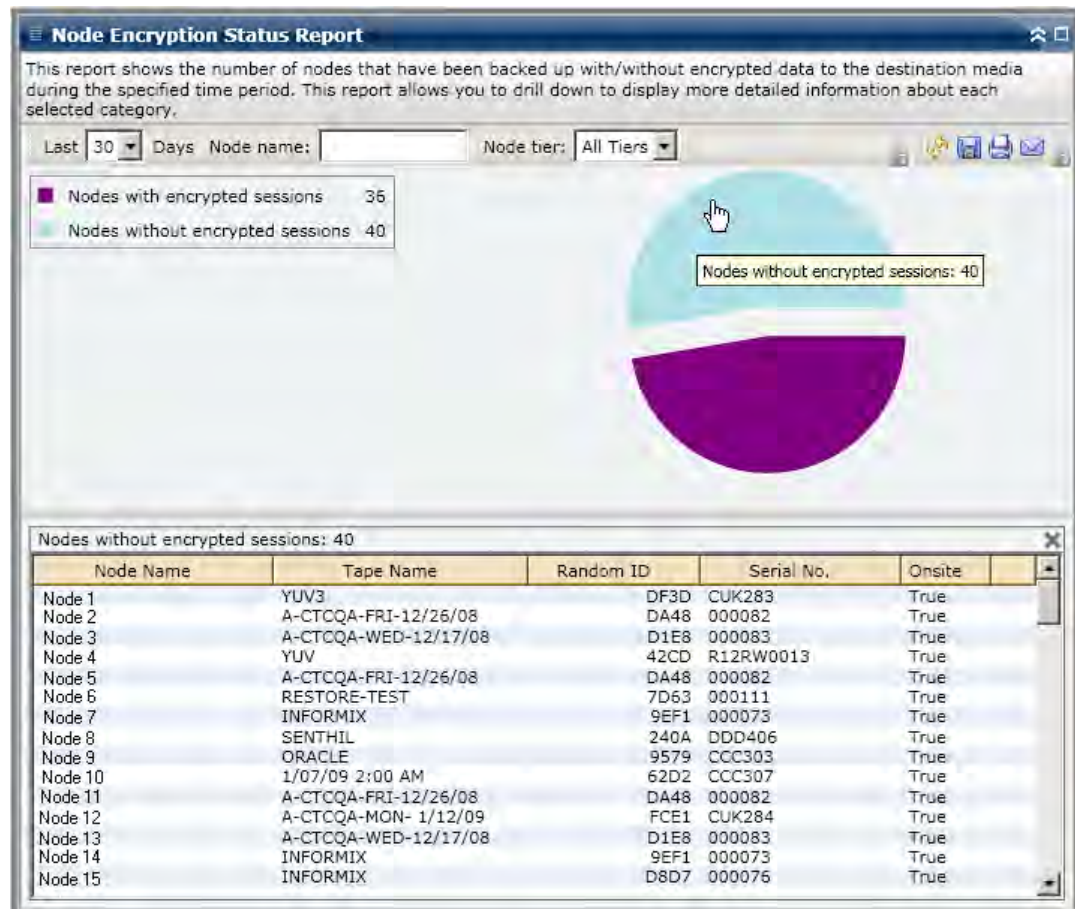 Node Encryption Status Report
This report shows the number of nodes that have been backed up with/without encrypted data to the destination media
during the specified time period. This report allows you to drill down to display more detailed information about each
selected category.
Last 30 Days Node name: Node tier: All Tiers
Nodes with encrypted sessions 36
Nodes without encrypted sessions 40
Nodes without encrypted sessions: 40
Nodes without encrypted sessions: 40
Node Name Tape Name Random ID Serial No. Onsite
Node 1 YUV3 DF3D CUK283 True
Node 2 A-CTCQA-FRI-12/26/08 DA48 000082 True
Node 3 A-CTCQA-WED-12/17/08 D1E8 000083 True
Node 4 YUV 42CD R12RW0013 True
Node 5 A-CTCQA-FRI-12/26/08 DA48 000082 True
Node 6 RESTORE-TEST 7D63 000111 True
Node 7 INFORMIX 9EF1 000073 True
Node 8 SENTHIL 240A DDD406 True
Node 9 ORACLE 9579 CCC303 True
Node 10 1/07/09 2:00 AM 62D2 CCC307 True
Node 11 A-CTCQA-FRI-12/26/08 DA48 000082 True
Node 12 A-CTCQA-MON- 1/12/09 FCE1 CUK284 True
Node 13 A-CTCQA-WED-12/17/08 D1E8 000083 True
Node 14 INFORMIX 9EF1 000073 True
Node 15 INFORMIX D8D7 000076 True